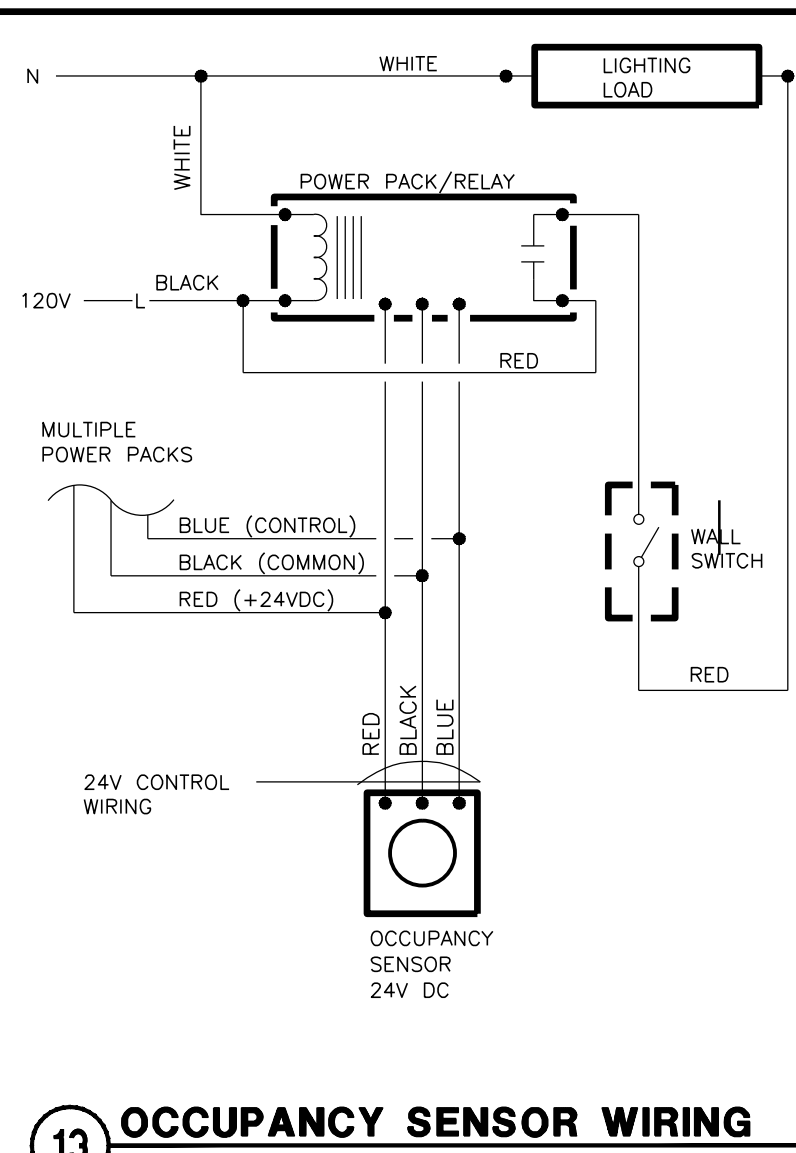 N
WHITE
LIGHTING
LOAD
WHITE
POWER PACK/RELAY
120V
L
BLACK
RED
MULTIPLE
POWER PACKS
BLUE (CONTROL)
BLACK (COMMON)
RED (+24VDC)
WALL
SWITCH
RED
RED
BLACK
BLUE
24V CONTROL
WIRING
OCCUPANCY
SENSOR
24V DC
13
OCCUPANCY SENSOR WIRING